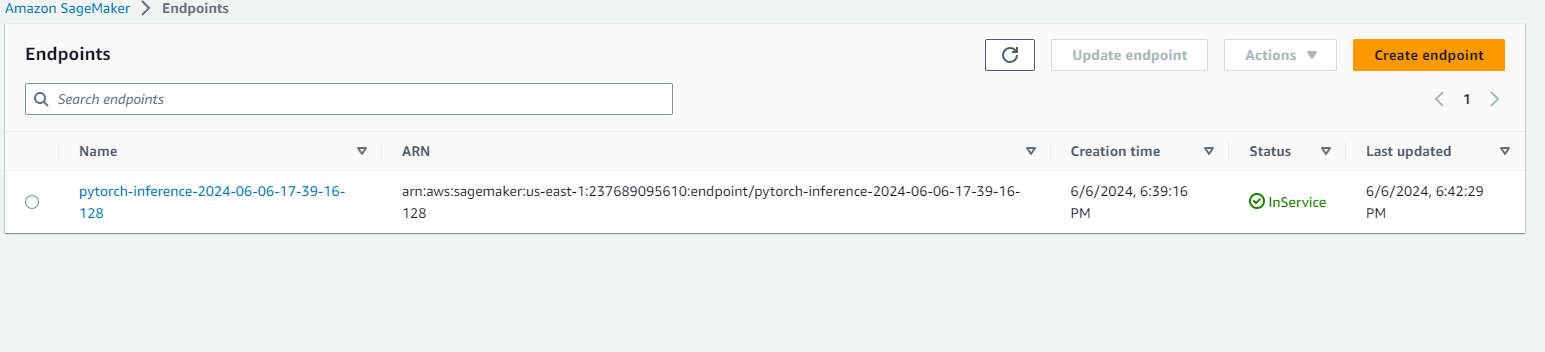 Amazon SageMaker > Endpoints
Endpoints
Update endpoint
Actions
Create endpoint
Search endpoints
1
Name
ARN
Creation time
Status
Last updated
pytorch-inference-2024-06-06-17-39-16-
128
arn:aws:sagemaker:us-east-1:237689095610:endpoint/pytorch-inference-2024-06-06-17-39-16-
128
6/6/2024, 6:39:16
PM
InService
6/6/2024, 6:42:29
PM